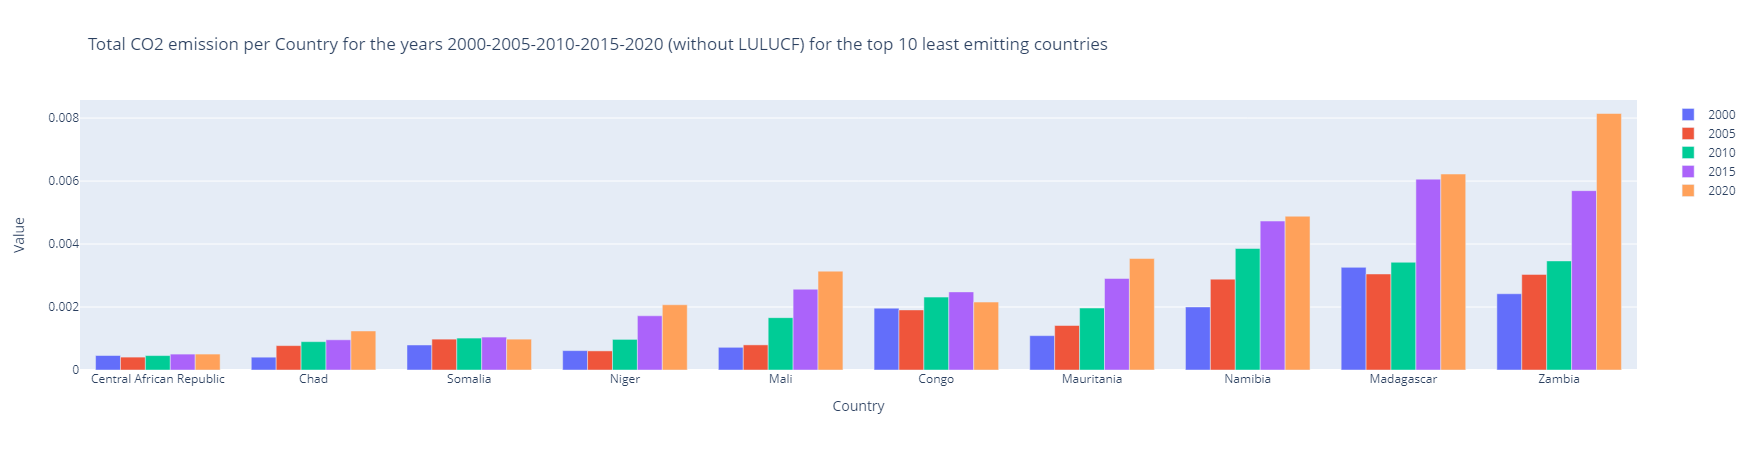 Total CO2 emission per Country for the years 2000-2005-2010-2015-2020 (without LULUCF) for the top 10 least emitting countries
2000
2005
2010
2015
2020
Value
0.008
0.006
0.004
0.002
0
Central African Republic Chad Somalia Niger Mali Congo Mauritania Namibia Madagascar Zambia
Country